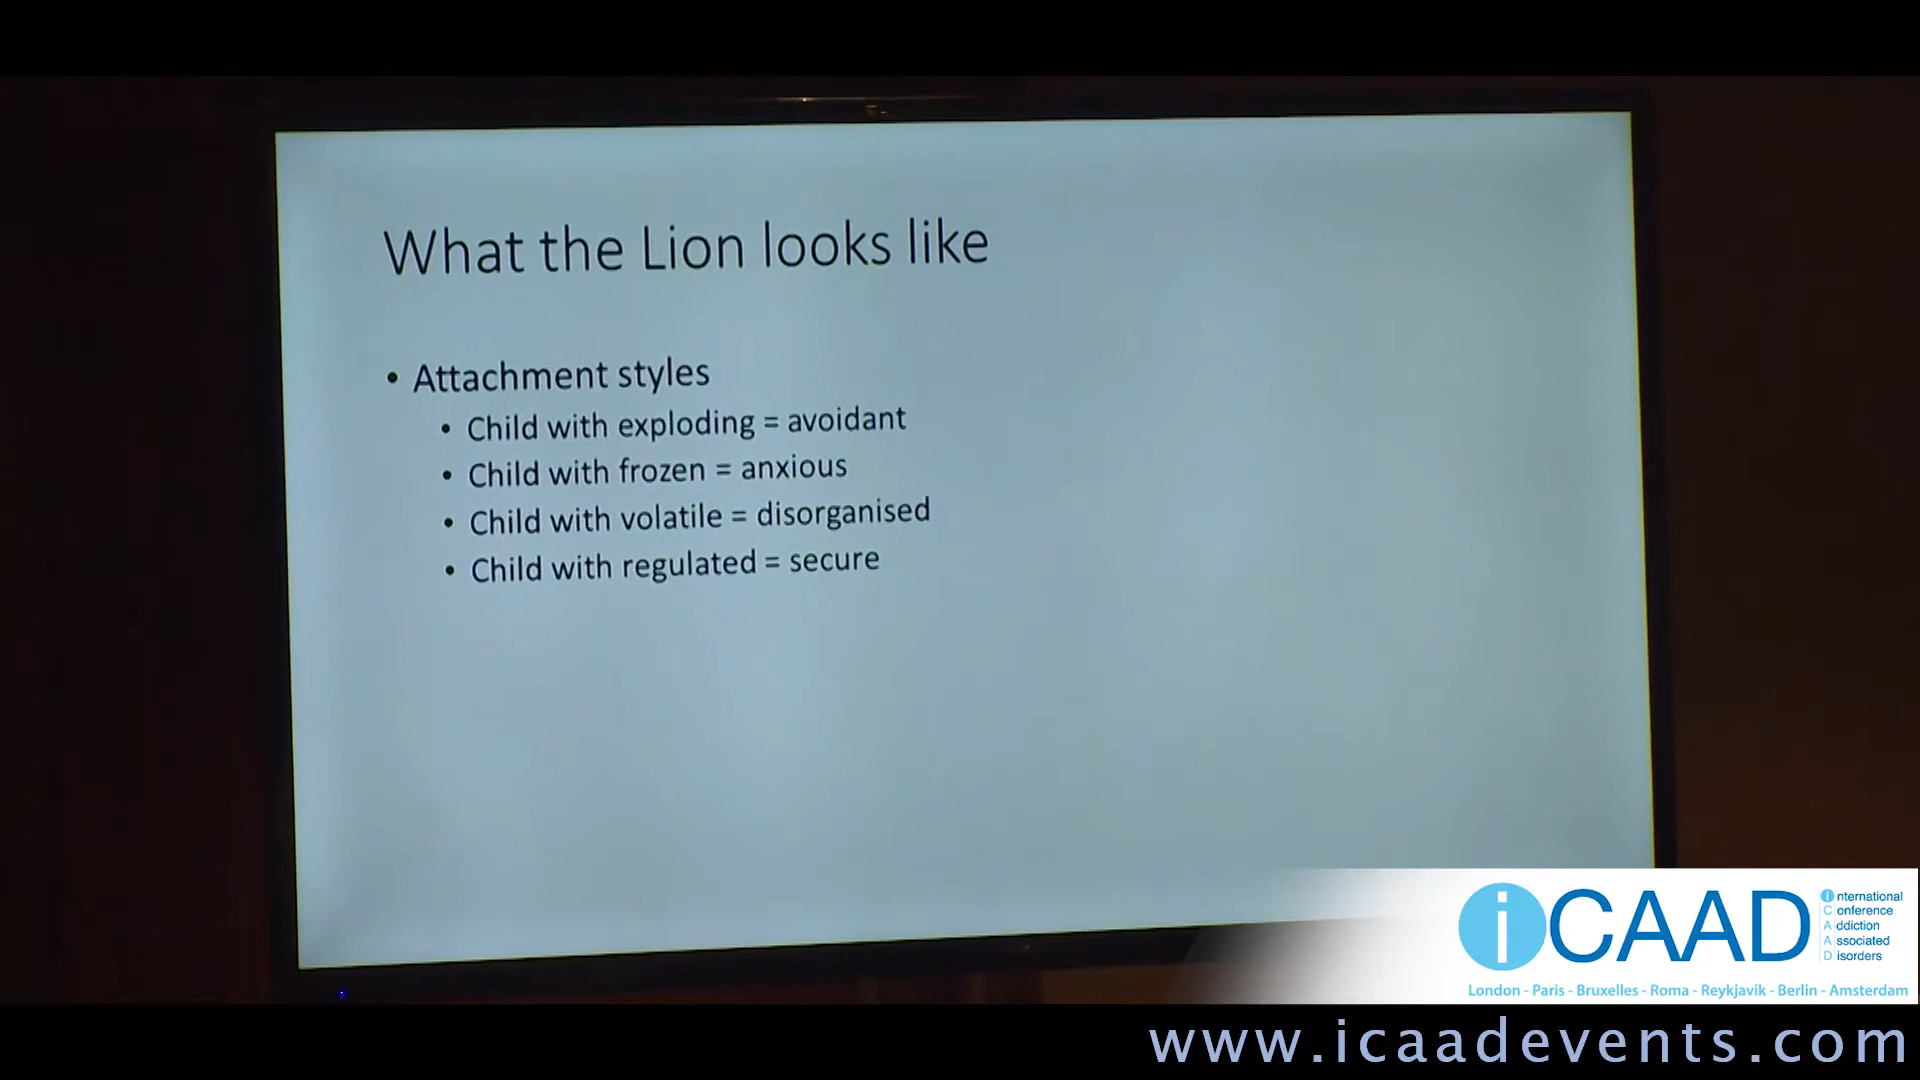 What the Lion looks like
• Attachment styles
• Child with exploding = avoidant
• Child with frozen = anxious
• Child with volatile = disorganised
• Child with regulated = secure
iCAAD
international
Conference
Addiction
Associated
Disorders
London - Paris - Bruxelles - Roma - Reykjavik - Berlin - Amsterdam
www.icaadevents.com